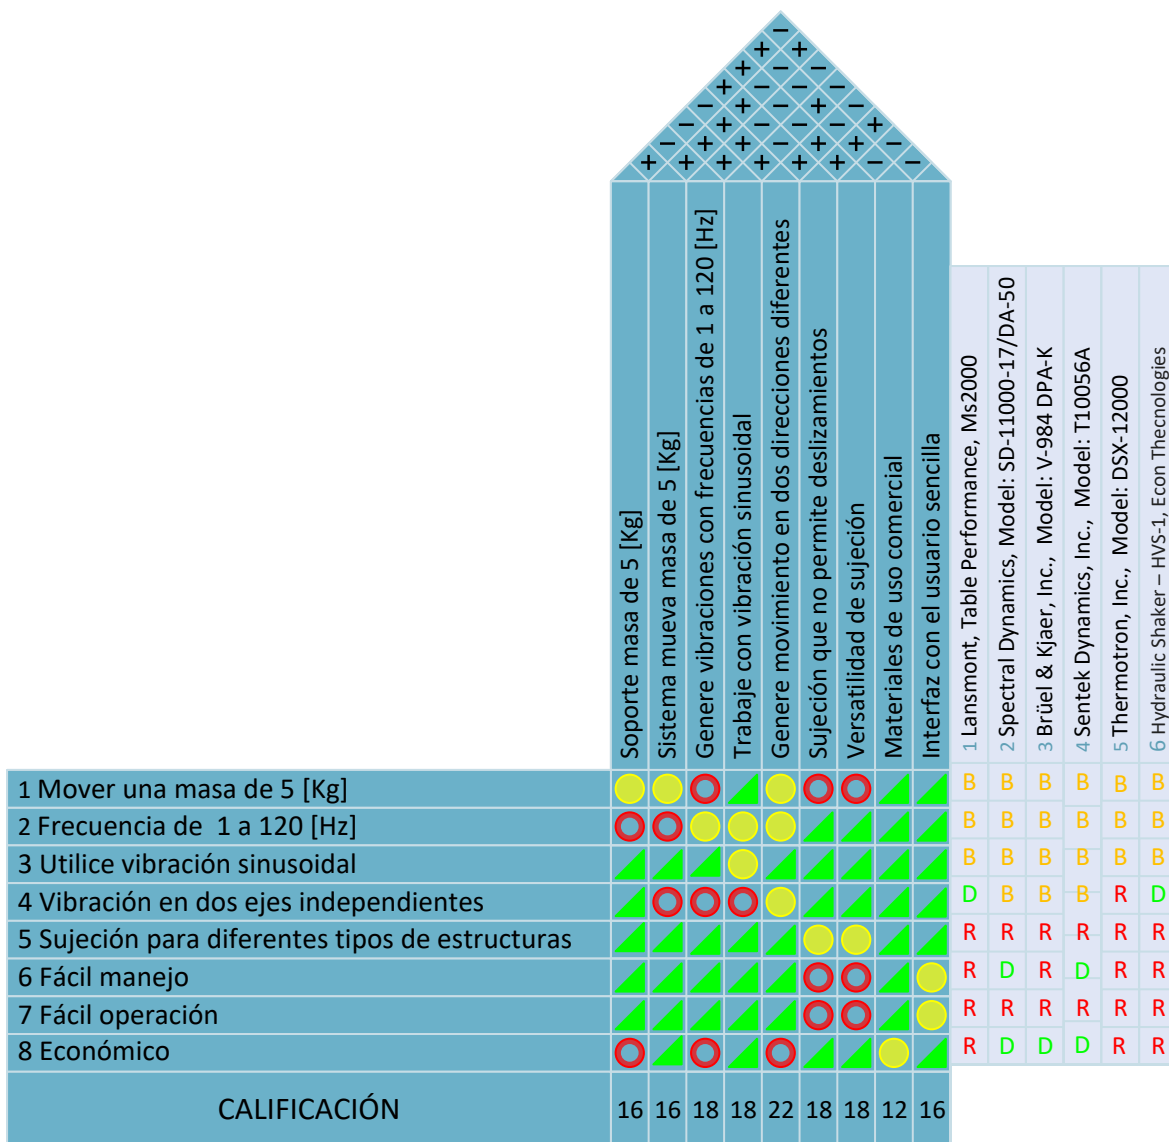 −
+ +
+ − −
+ − − −
− + − + −
− + − − − +
− + + − + + −
+ + + + + + − −
Soporte masa de 5 [Kg]
Sistema mueva masa de 5 [Kg]
Genere vibraciones con frecuencias de 1 a 120 [Hz]
Trabaje con vibración sinusoidal
Genere movimiento en dos direcciones diferentes
Sujeción que no permite deslizamientos
Versatilidad de sujeción
Materiales de uso comercial
Interfaz con el usuario sencilla
1 Lansmont, Table Performance, Ms2000
2 Spectral Dynamics, Model: SD-11000-17/DA-50
3 Brüel & Kjaer, Inc., Model: V-984 DPA-K
4 Sentek Dynamics, Inc., Model: T10056A
5 Thermotron, Inc., Model: DSX-12000
6 Hydraulic Shaker – HVS-1, Econ Thecnologies
1 Mover una masa de 5 [Kg] B B B B B B
2 Frecuencia de 1 a 120 [Hz] B B B B B B
3 Utilice vibración sinusoidal B B B B B B
4 Vibración en dos ejes independientes D B B B R D
5 Sujeción para diferentes tipos de estructuras R R R R R R
6 Fácil manejo R D R D R R
7 Fácil operación R R R R R R
8 Económico R D D D R R
CALIFICACIÓN 16 16 18 18 22 18 18 12 16